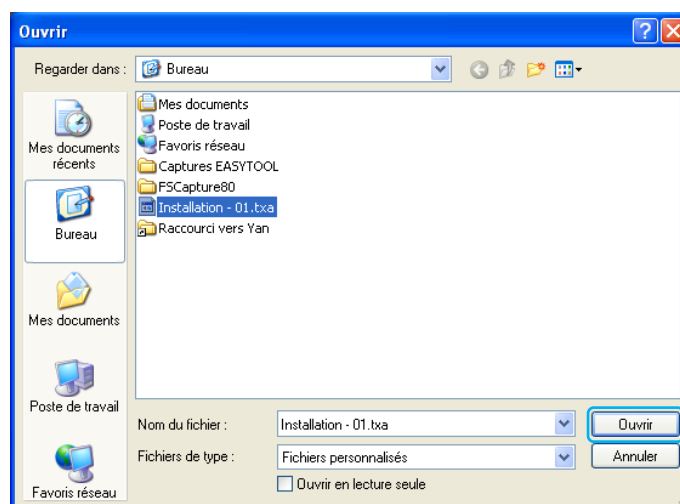 Ouvrir
Regarder dans :
Bureau
Mes documents récents
Bureau
Mes documents
Poste de travail
Favoris réseau
Mes documents
Poste de travail
Favoris réseau
Captures EASYTOOL
FSCapture80
Installation - 01.txa
Raccourci vers Yan
Nom du fichier :
Installation - 01.txa
Ouvrir
Fichiers de type :
Fichiers personnalisés
Annuler
Ouvrir en lecture seule